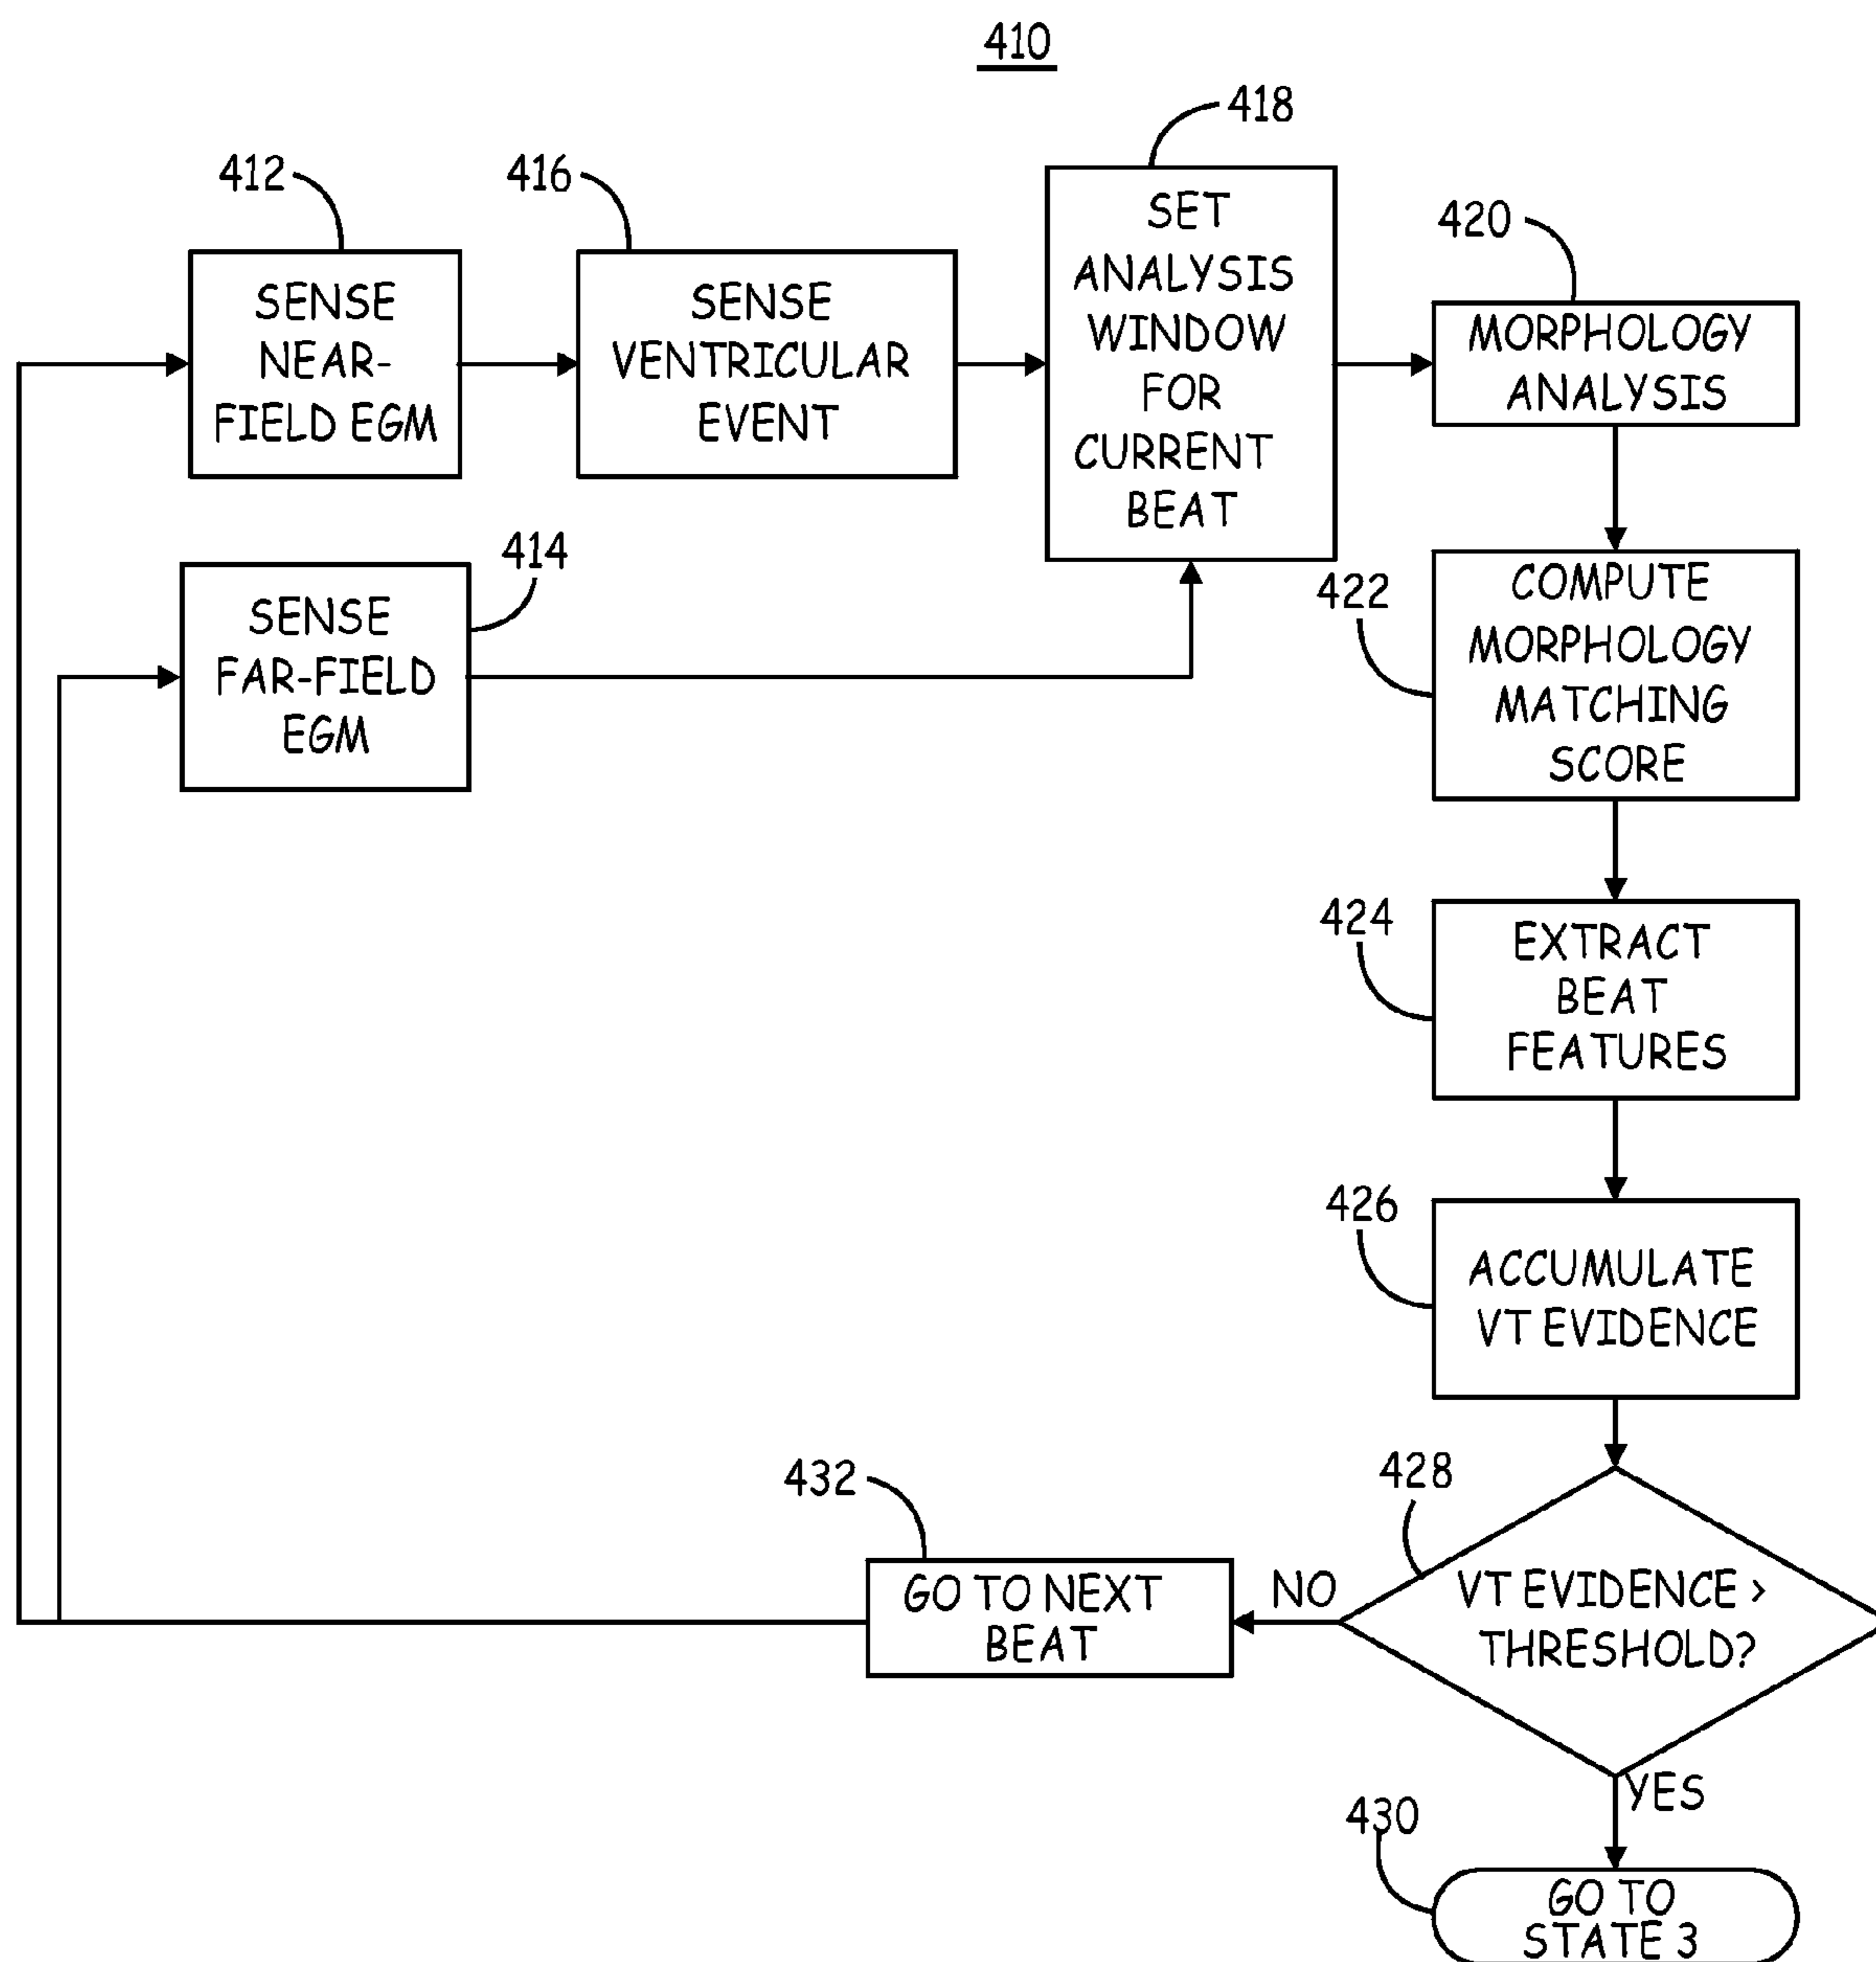 410
412
SENSE
NEAR-
FIELD EGM
416
SENSE
VENTRICULAR
EVENT
418
SET
ANALYSIS
WINDOW
FOR
CURRENT
BEAT
420
MORPHOLOGY
ANALYSIS
414
SENSE
FAR-FIELD
EGM
422
COMPUTE
MORPHOLOGY
MATCHING
SCORE
424
EXTRACT
BEAT
FEATURES
426
ACCUMULATE
VT EVIDENCE
428
VT EVIDENCE >
THRESHOLD?
NO
432
GO TO NEXT
BEAT
YES
430
GO TO
STATE 3